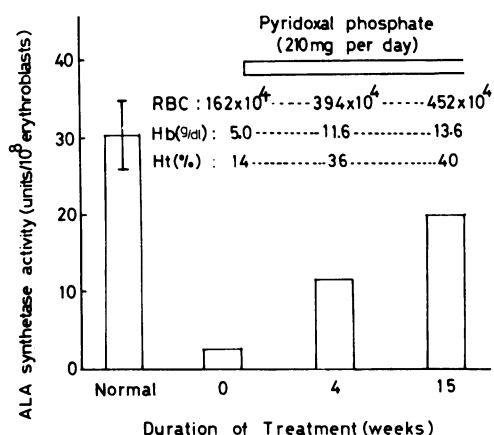 Pyridoxal phosphate
(210mg per day)
RBC : 162x10⁴ ----- 394x10⁴ ----- 452x10⁴
Hb(g/dl) : 5.0 ---------- 11.6 ---------- 13.6
Ht(%) : 14 ---------- 36 ---------- 40
ALA synthetase activity (units/10⁸ erythroblasts)
40
30
20
10
0
Normal 0 4 15
Duration of Treatment (weeks)